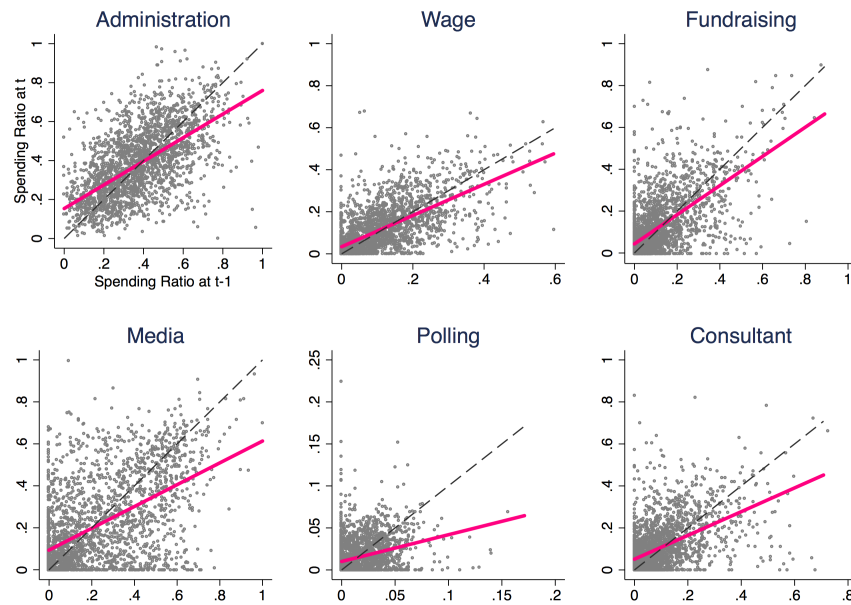 Administration
Wage
Fundraising
Spending Ratio at t
1
.8
.6
.4
.2
0
0 .2 .4 .6 .8 1
Spending Ratio at t-1
1
.8
.6
.4
.2
0
0 .2 .4 .6
1
.8
.6
.4
.2
0
0 .2 .4 .6 .8 1
Media
Polling
Consultant
1
.8
.6
.4
.2
0
0 .2 .4 .6 .8 1
.25
.2
.15
.1
.05
0
0 .05 .1 .15 .2
1
.8
.6
.4
.2
0
0 .2 .4 .6 .8